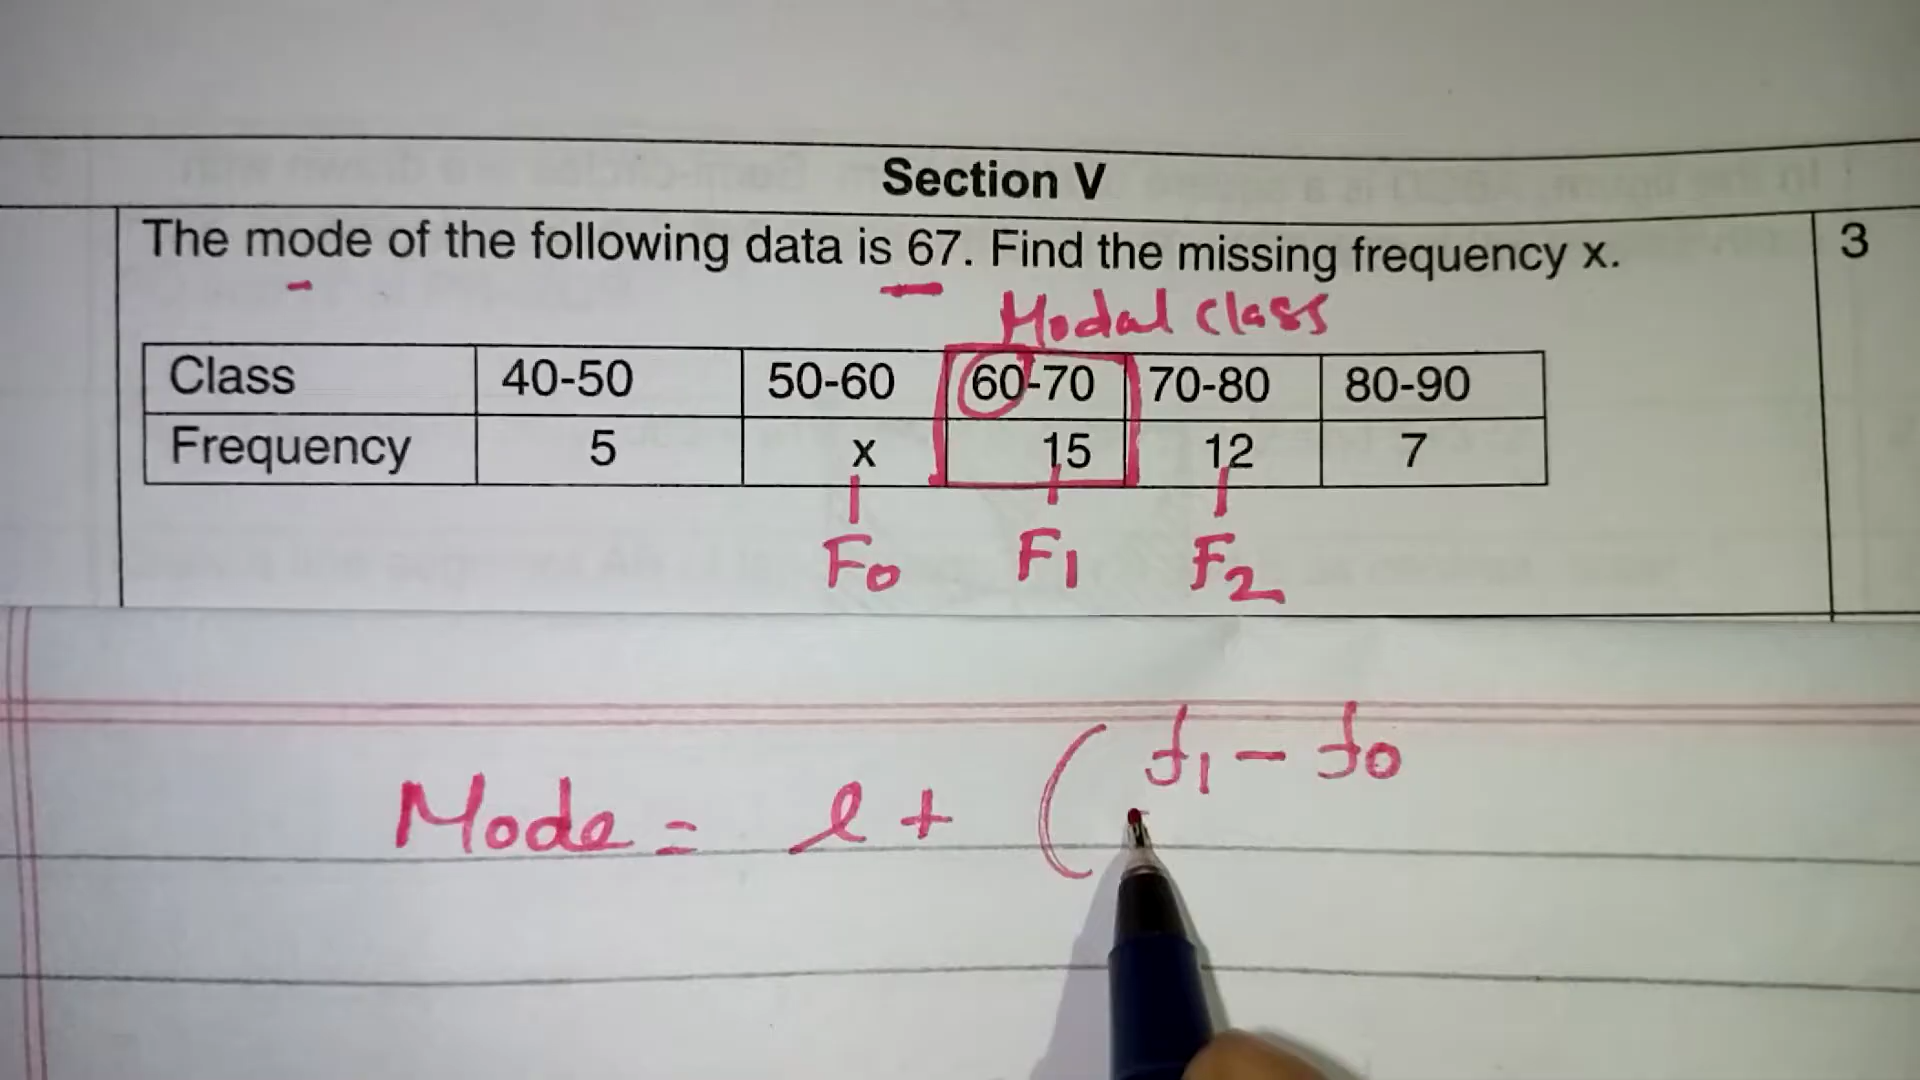 Section V
The mode of the following data is 67. Find the missing frequency x. 3
Modal class
Class 40-50 50-60 60-70 70-80 80-90
Frequency 5 x 15 12 7
F0 F1 F2
Mode = l + ( f1 - f0